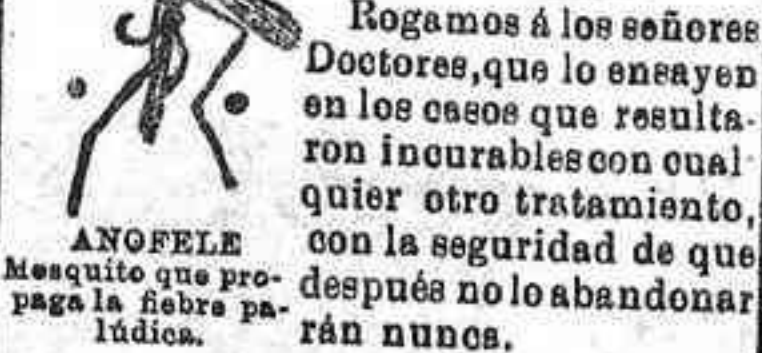 Rogamos á los señores
Doctores,que lo ensayen
en los casos que resulta-
ron incurables con cual-
quier otro tratamiento,
con la seguridad de que
después no lo abandonar
rán nunca.
ANOFELE
Mosquito que pro-
paga la fiebre pa-
lúdica.